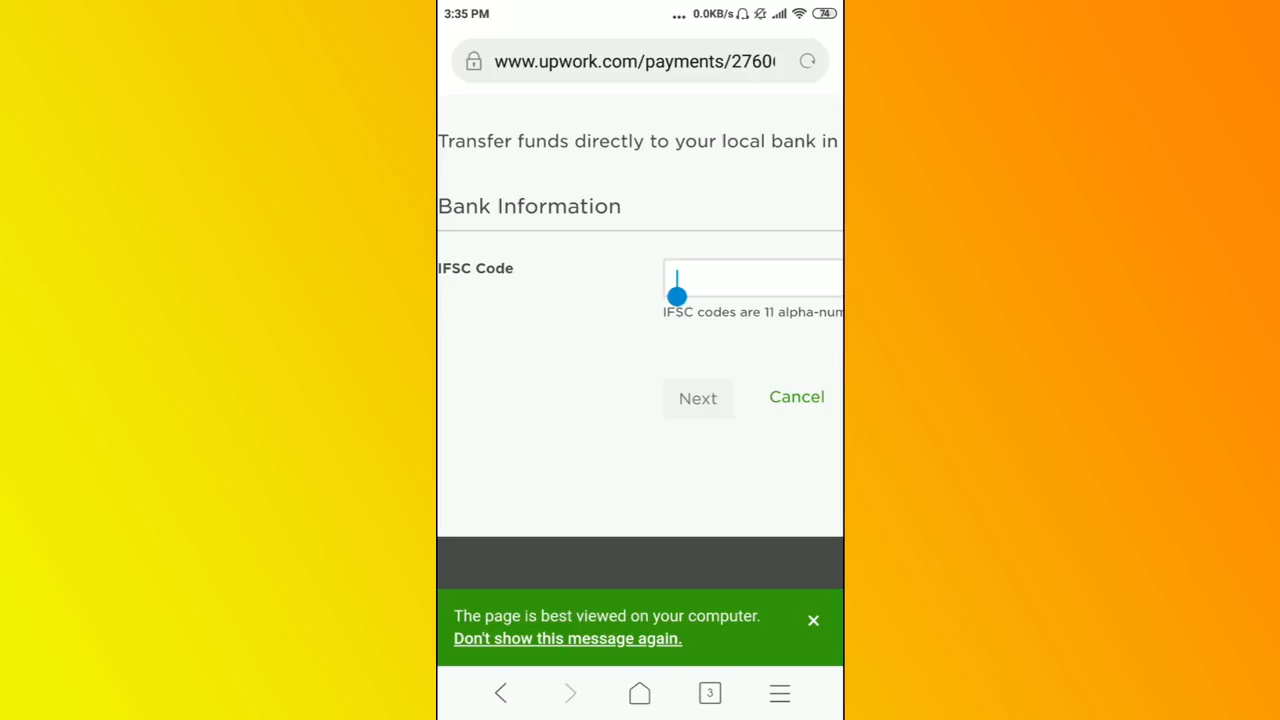 3:35 PM
... 0.0KB/s 74
www.upwork.com/payments/2760
Transfer funds directly to your local bank in
Bank Information
IFSC Code
IFSC codes are 11 alpha-num
Next
Cancel
The page is best viewed on your computer.
Don't show this message again.
3